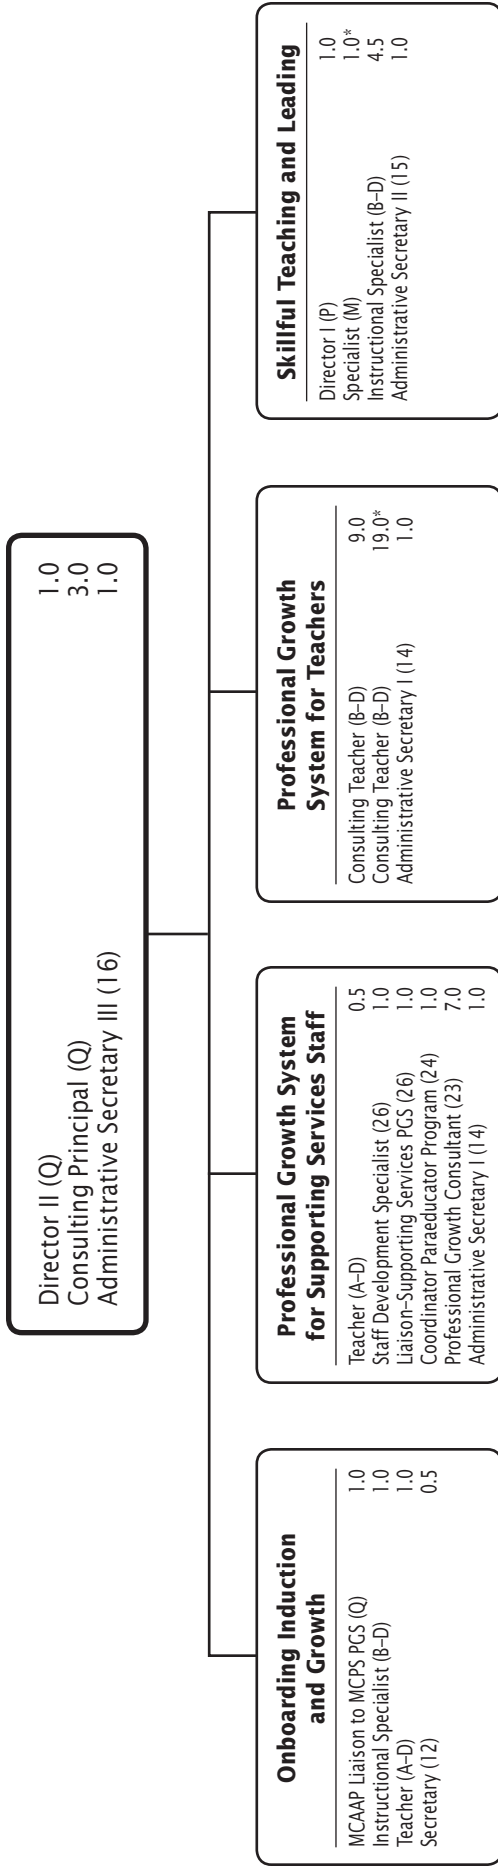 Director II (Q) 1.0
Consulting Principal (Q) 3.0
Administrative Secretary III (16) 1.0
Onboarding Induction
and Growth
MCAAP Liaison to MCPS PGS (Q) 1.0
Instructional Specialist (B–D) 1.0
Teacher (A–D) 1.0
Secretary (12) 0.5
Professional Growth System
for Supporting Services Staff
Teacher (A–D) 0.5
Staff Development Specialist (26) 1.0
Liaison–Supporting Services PGS (26) 1.0
Coordinator Paraeducator Program (24) 1.0
Professional Growth Consultant (23) 7.0
Administrative Secretary I (14) 1.0
Professional Growth
System for Teachers
Consulting Teacher (B–D) 9.0
Consulting Teacher (B–D) 19.0*
Administrative Secretary I (14) 1.0
Skillful Teaching and Leading
Director I (P) 1.0
Specialist (M) 1.0*
Instructional Specialist (B–D) 4.5
Administrative Secretary II (15) 1.0